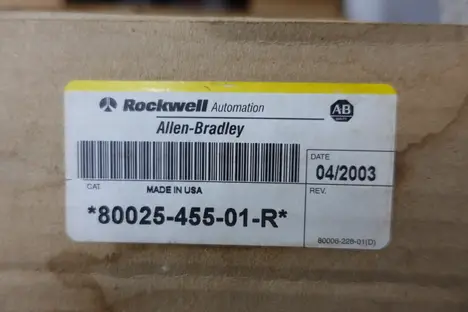 Rockwell Automation
AB
Allen-Bradley
DATE
04/2003
CAT.
MADE IN USA
REV.
*80025-455-01-R*
80006-228-01(D)